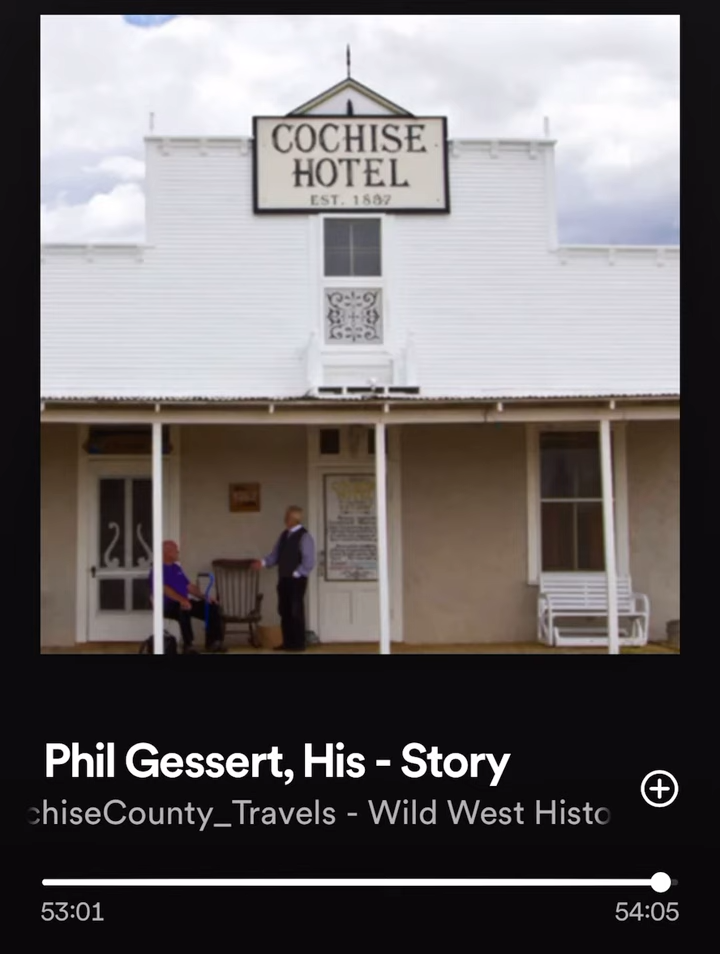 COCHISE
HOTEL
EST. 1887
Phil Gessert, His - Story
chiseCounty_Travels - Wild West Histo
53:01
54:05